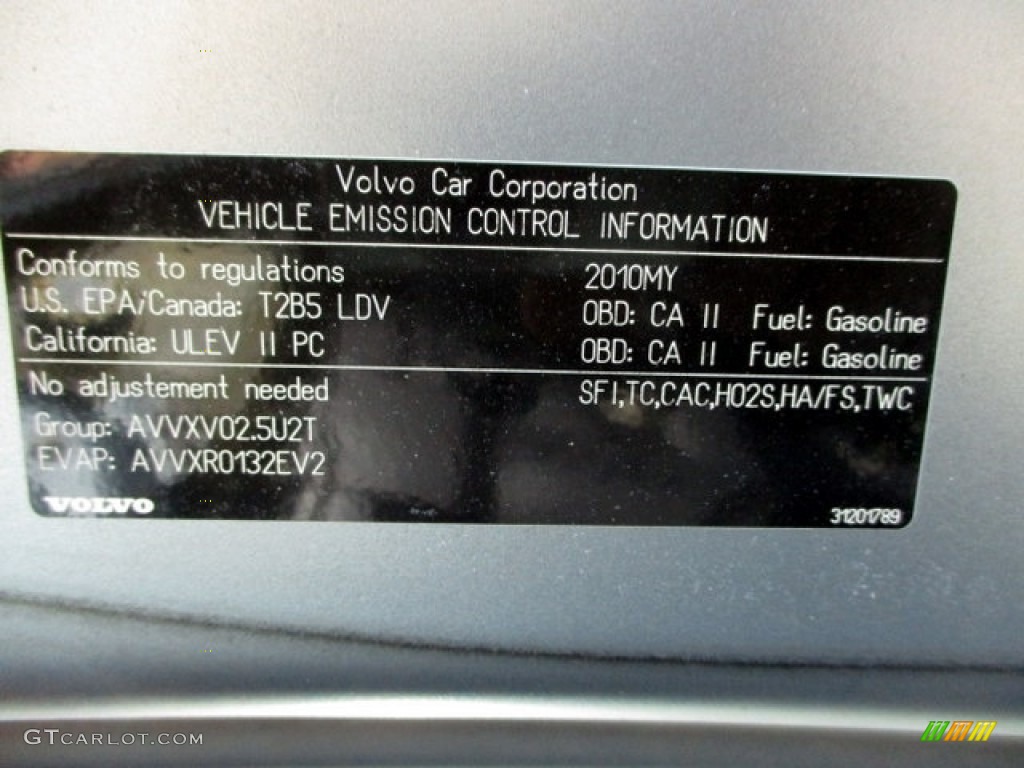 Volvo Car Corporation
VEHICLE EMISSION CONTROL INFORMATION
Conforms to regulations 2010MY
U.S. EPA/Canada: T2B5 LDV OBD: CA II Fuel: Gasoline
California: ULEV II PC OBD: CA II Fuel: Gasoline
No adjustement needed SFI,TC,CAC,HO2S,HA/FS,TWC
Group: AVVXV02.5U2T
EVAP: AVVXR0132EV2
VOLVO 31201789
GTCARLOT.COM